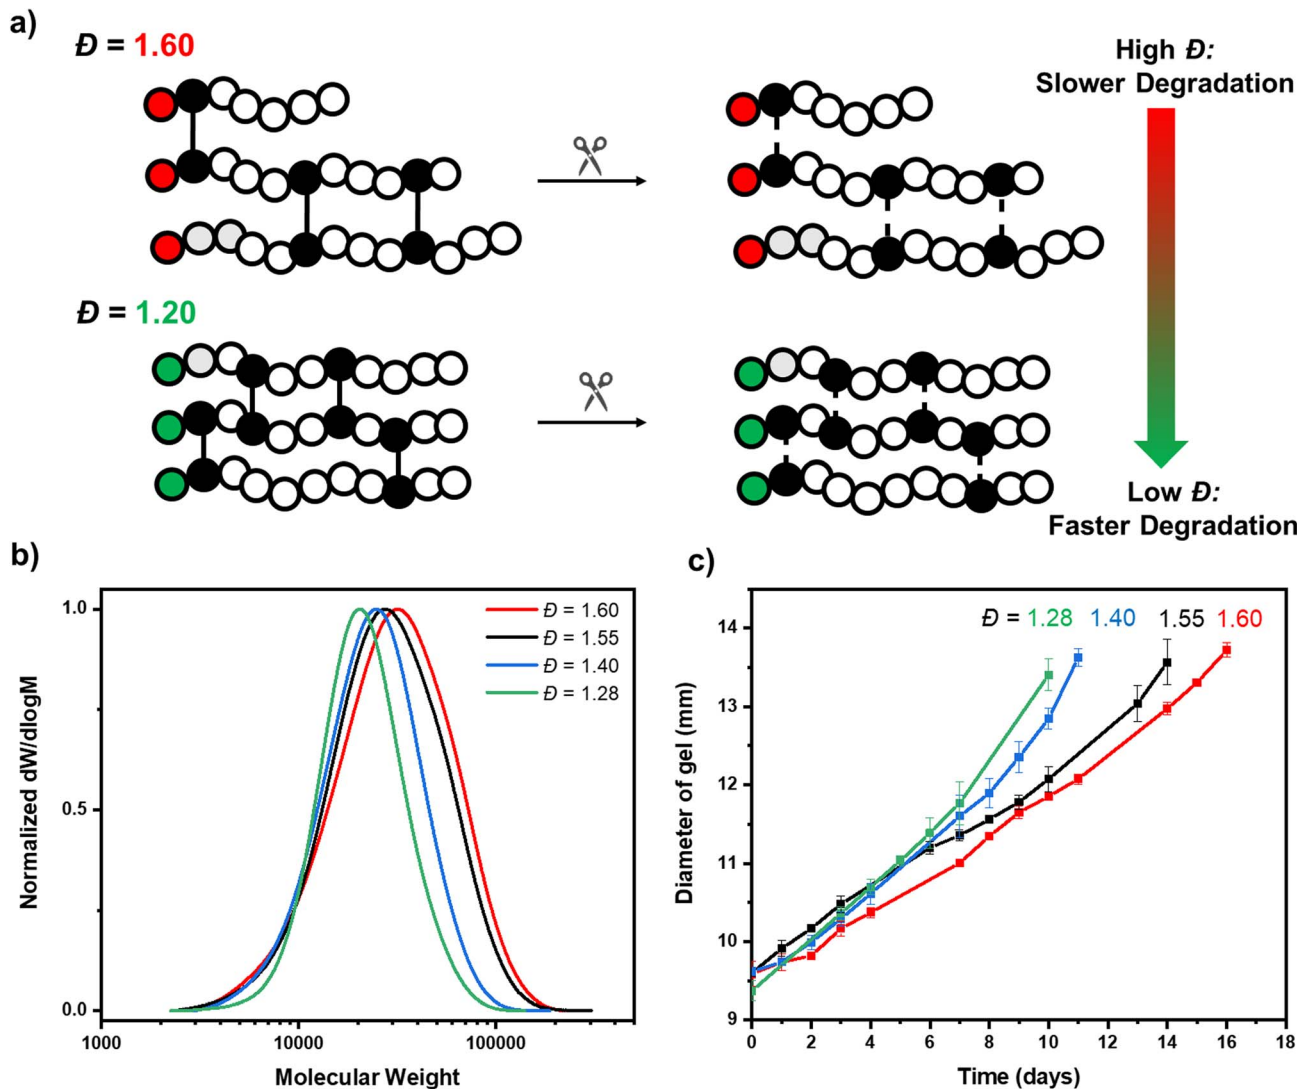 a)
Đ = 1.60
High Đ:
Slower Degradation
Đ = 1.20
Low Đ:
Faster Degradation
b)
Đ = 1.60
Đ = 1.55
Đ = 1.40
Đ = 1.28
1.0
0.5
0.0
Normalized dW/dlogM
1000
10000
100000
Molecular Weight
c)
Đ = 1.28 1.40 1.55 1.60
14
13
12
11
10
9
Diameter of gel (mm)
0 2 4 6 8 10 12 14 16 18
Time (days)